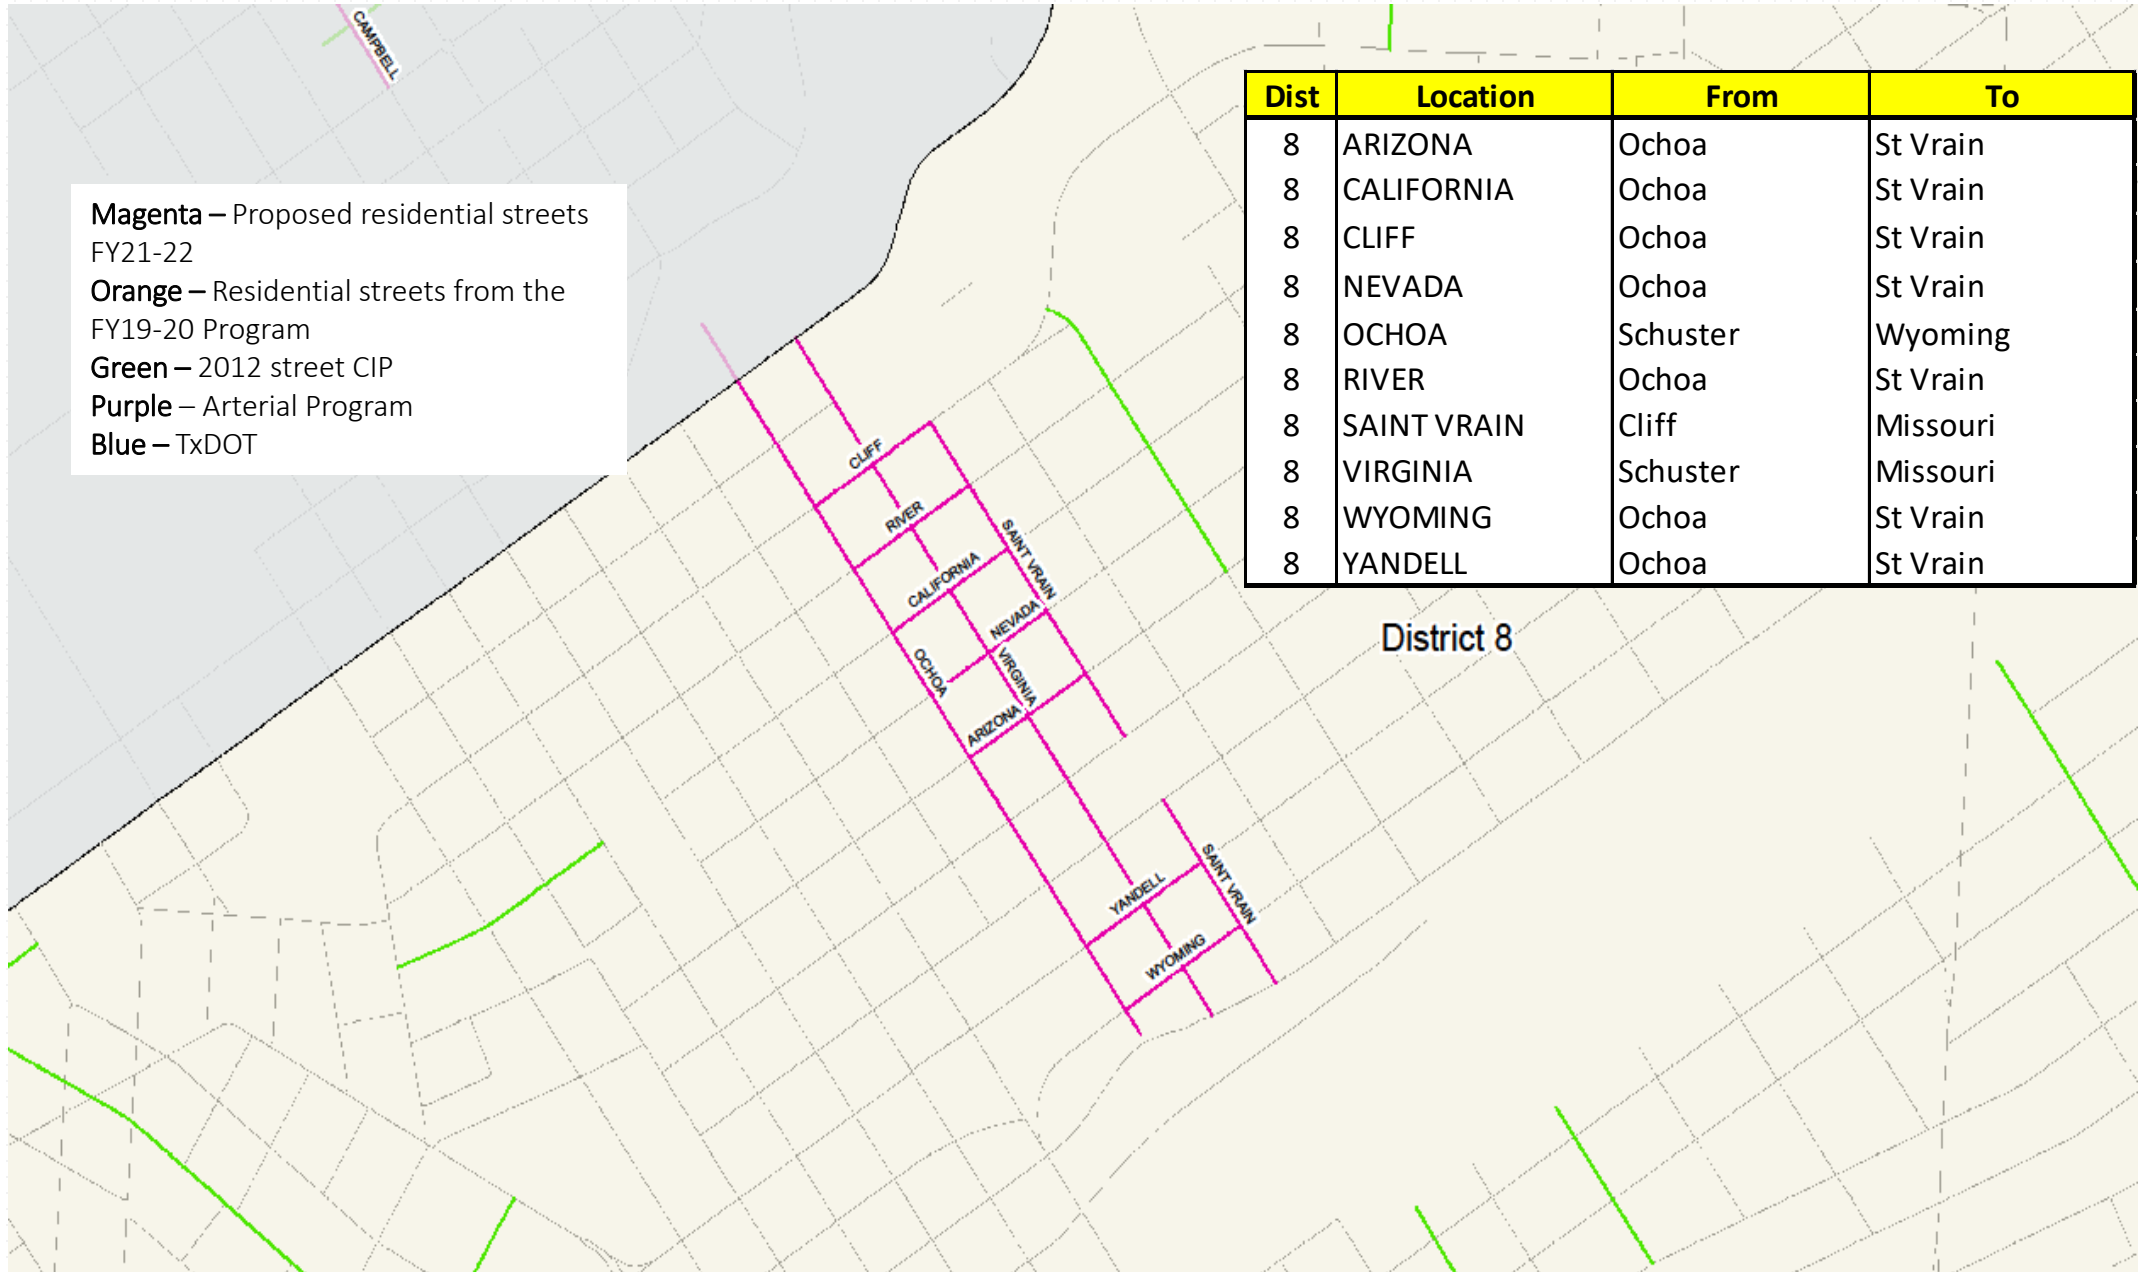 CAMPBELL
Magenta – Proposed residential streets
FY21-22
Orange – Residential streets from the
FY19-20 Program
Green – 2012 street CIP
Purple – Arterial Program
Blue – TxDOT
Dist Location From To
8 ARIZONA Ochoa St Vrain
8 CALIFORNIA Ochoa St Vrain
8 CLIFF Ochoa St Vrain
8 NEVADA Ochoa St Vrain
8 OCHOA Schuster Wyoming
8 RIVER Ochoa St Vrain
8 SAINT VRAIN Cliff Missouri
8 VIRGINIA Schuster Missouri
8 WYOMING Ochoa St Vrain
8 YANDELL Ochoa St Vrain
CLIFF
RIVER
SAINT VRAIN
CALIFORNIA
NEVADA
District 8
OCHOA
VIRGINIA
ARIZONA
YANDELL
SAINT VRAIN
WYOMING